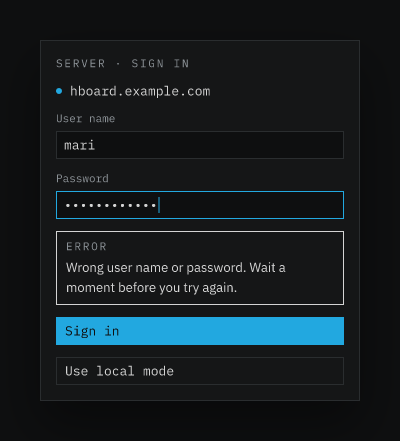 SERVER · SIGN IN
hboard.example.com
User name
mari
Password
••••••••••••
ERROR
Wrong user name or password. Wait a
moment before you try again.
Sign in
Use local mode